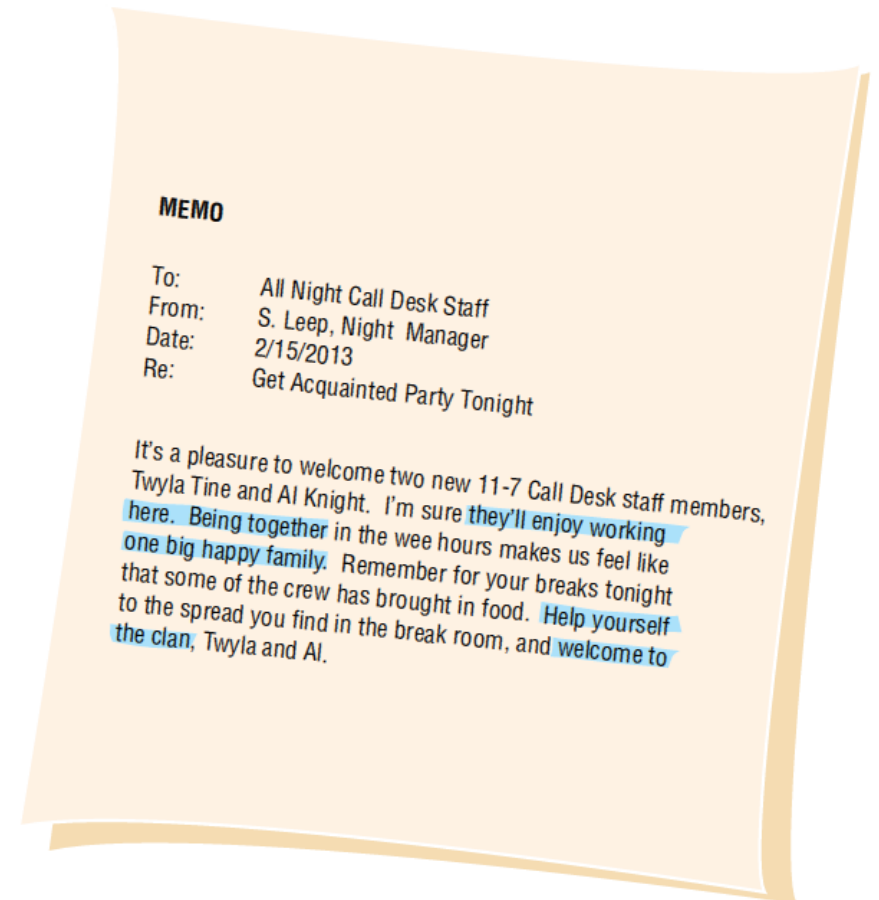 MEMO
To: All Night Call Desk Staff
From: S. Leep, Night Manager
Date: 2/15/2013
Re: Get Acquainted Party Tonight
It's a pleasure to welcome two new 11-7 Call Desk staff members,
Twyla Tine and Al Knight. I'm sure they'll enjoy working
here. Being together in the wee hours makes us feel like
one big happy family. Remember for your breaks tonight
that some of the crew has brought in food. Help yourself
to the spread you find in the break room, and welcome to
the clan, Twyla and Al.